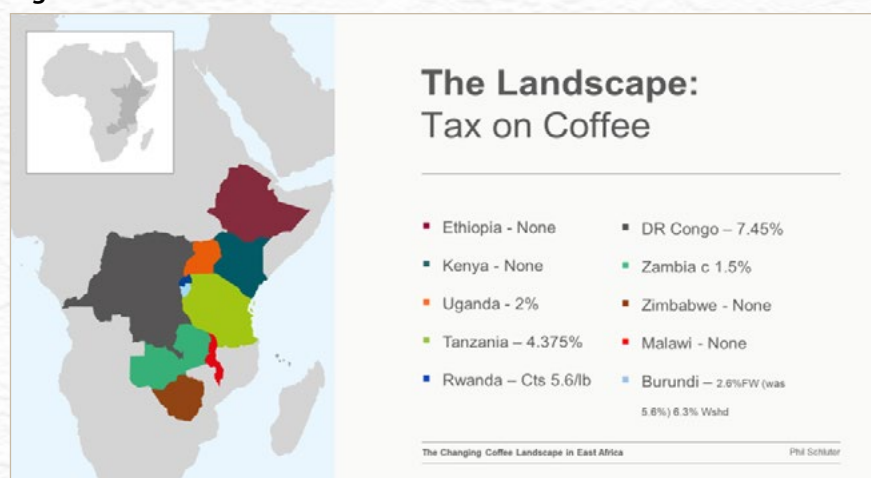 The Landscape:
Tax on Coffee
Ethiopia - None
Kenya - None
Uganda - 2%
Tanzania – 4.375%
Rwanda – Cts 5.6/lb
DR Congo – 7.45%
Zambia c 1.5%
Zimbabwe - None
Malawi - None
Burundi – 2.6%FW (was
5.6%) 6.3% Wshd
The Changing Coffee Landscape in East Africa
Phil Schluter